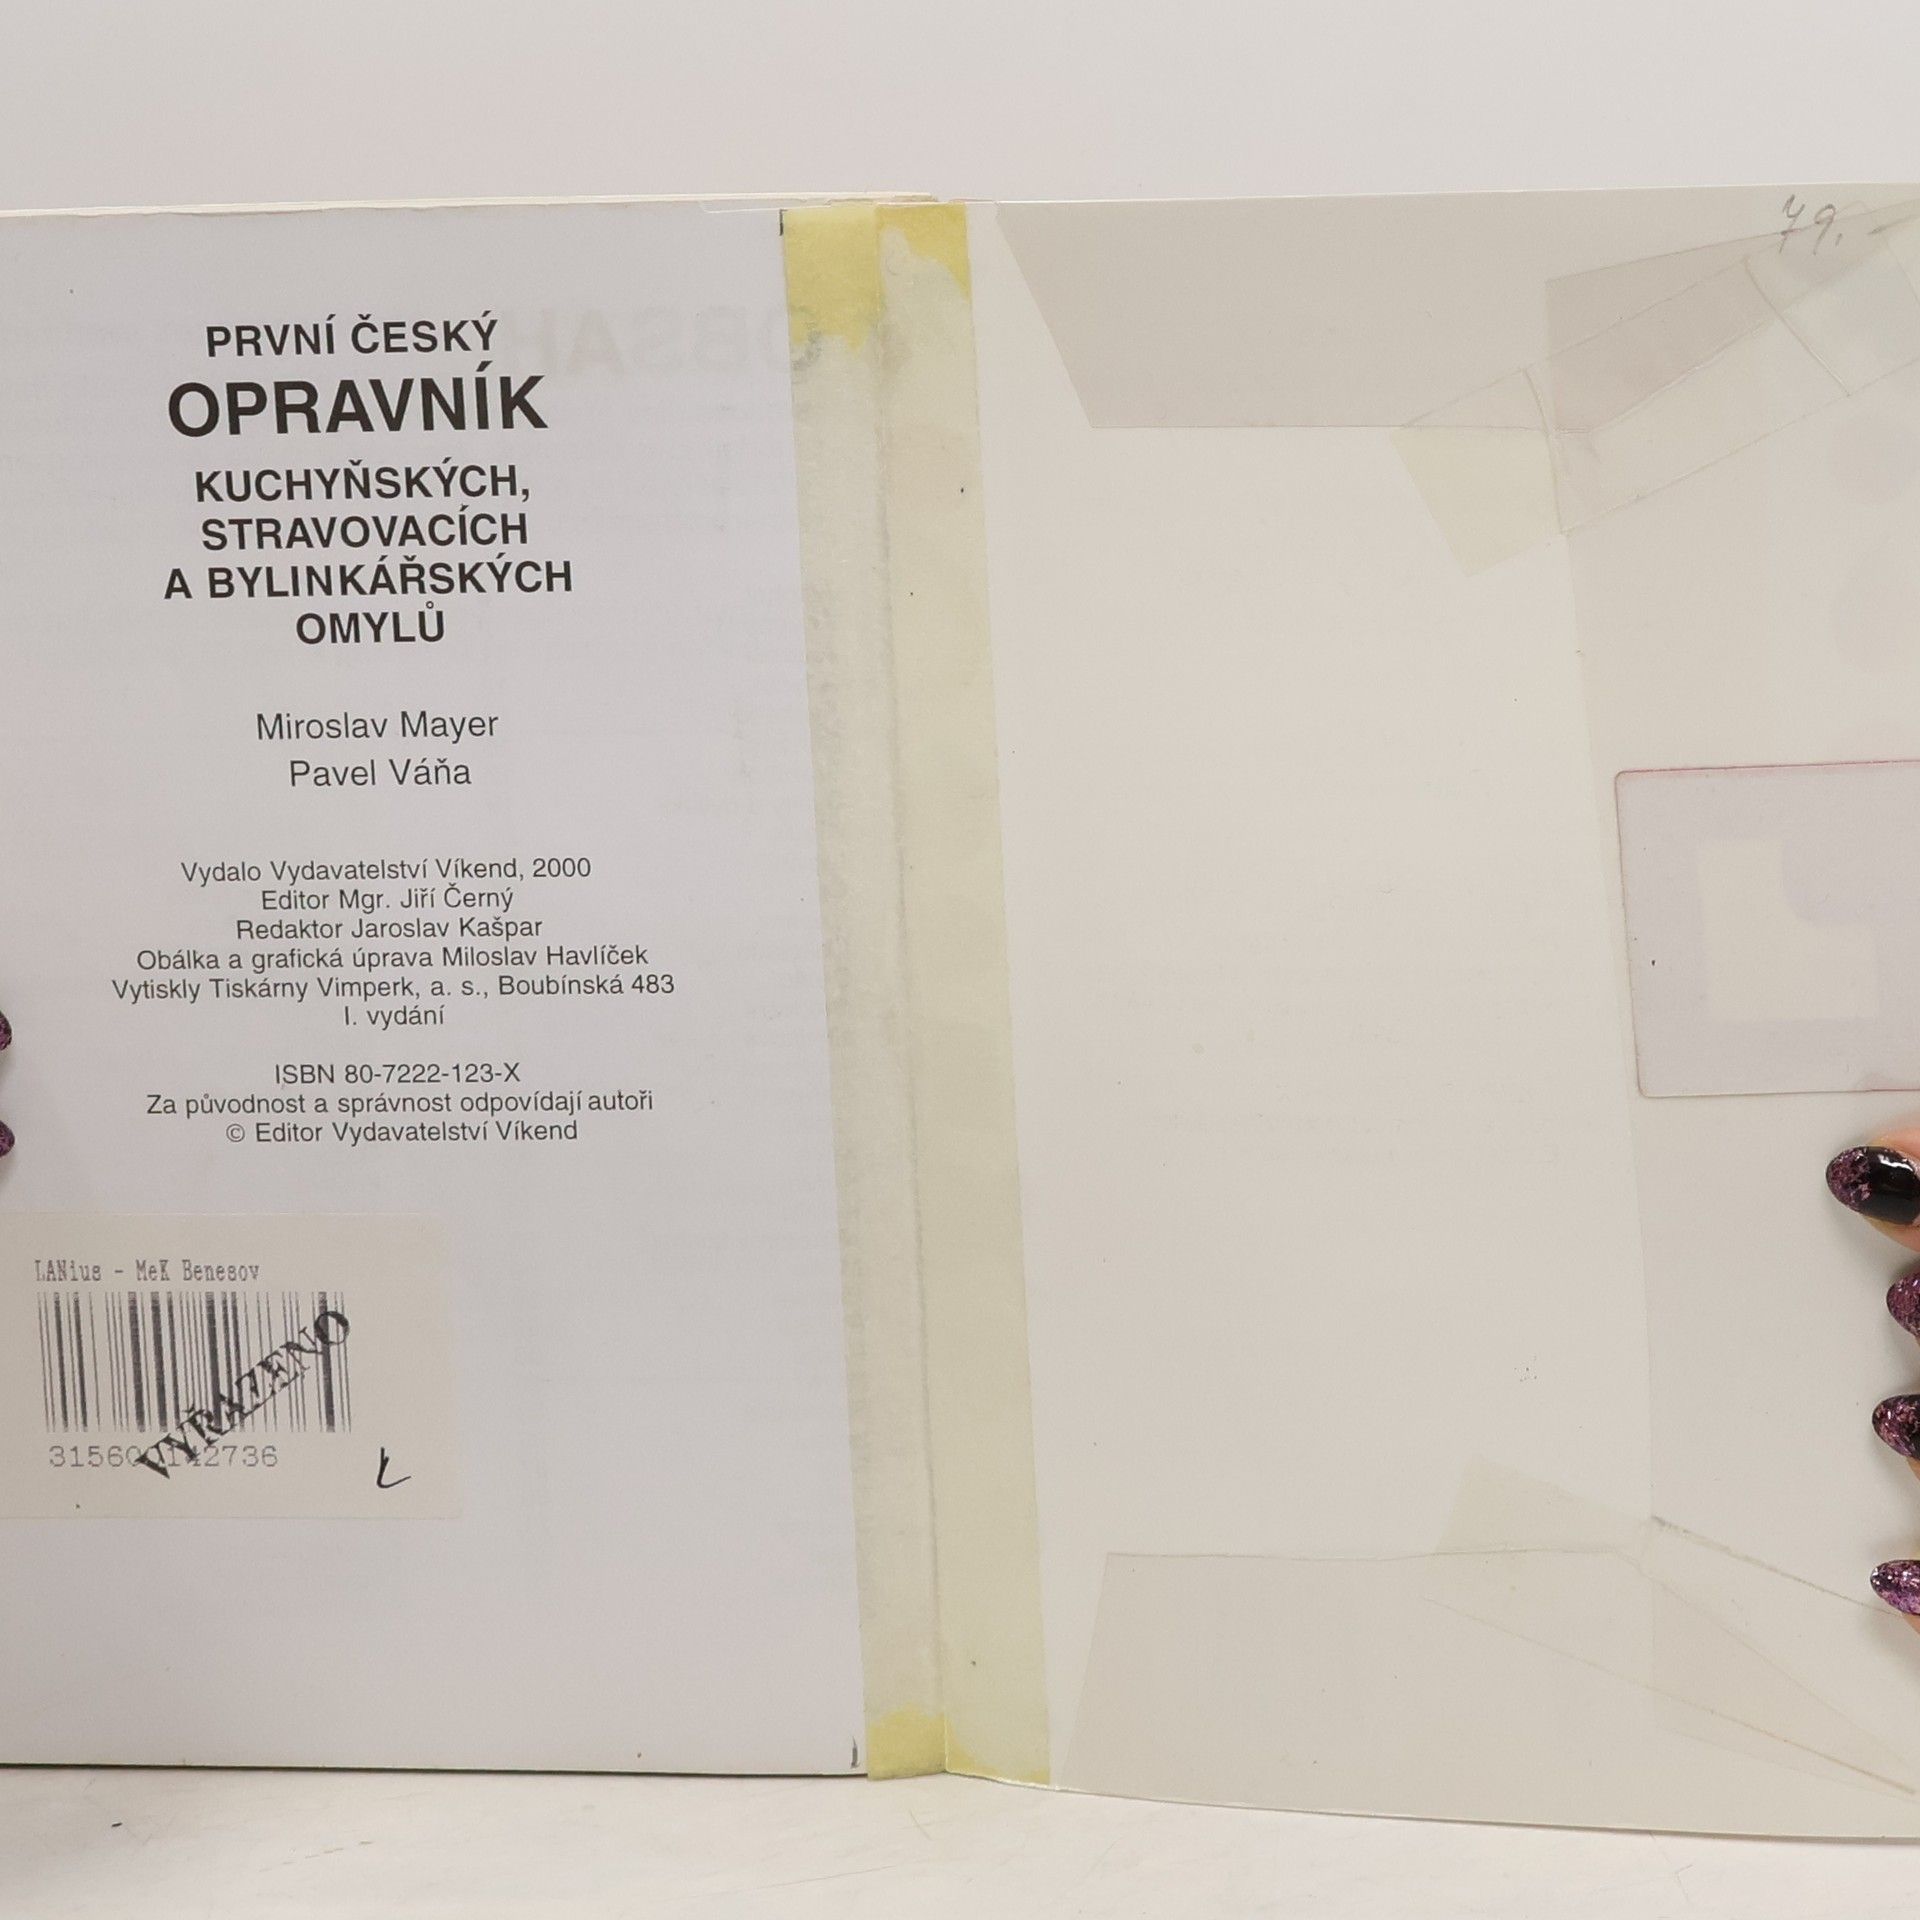 PRVNÍ ČESKÝ
OPRAVNÍK
KUCHYŇSKÝCH,
STRAVOVACÍCH
A BYLINKÁŘSKÝCH
OMYLŮ
Miroslav Mayer
Pavel Váňa
Vydalo Vydavatelství Víkend, 2000
Editor Mgr. Jiří Černý
Redaktor Jaroslav Kašpar
Obálka a grafická úprava Miloslav Havlíček
Vytiskly Tiskárny Vimperk, a. s., Boubínská 483
I. vydání
ISBN 80-7222-123-X
Za původnost a správnost odpovídají autoři
© Editor Vydavatelství Víkend
LANius - MeK Benesov
VYŘAZENO
315600142736
L
79,-
OBSAH